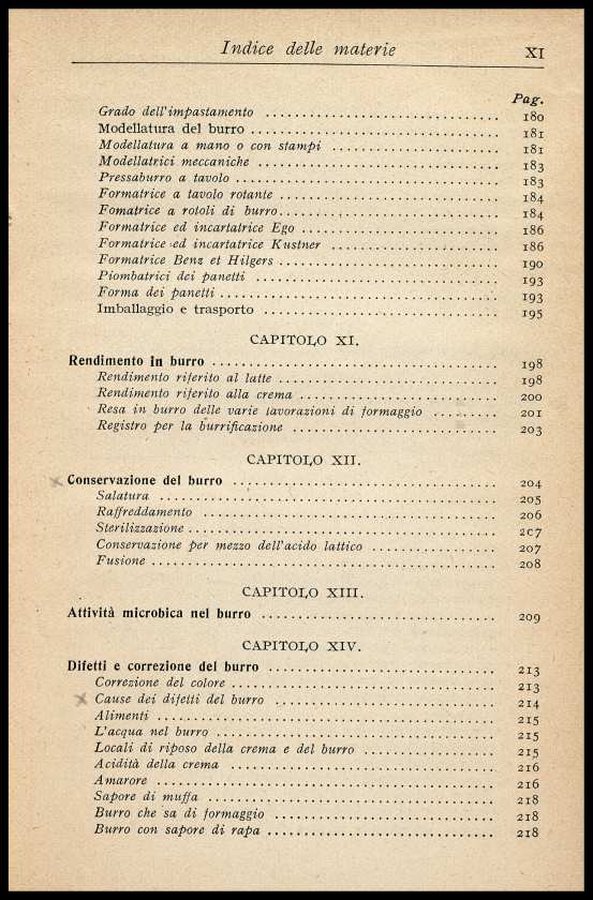 Indice delle materie XI
Pag.
Grado dell'impastamento ........ 180
Modellatura del burro ........ 181
Modellatura a mano o con stampi ........ 181
Modellatrici meccaniche ........ 183
Pressaburro a tavolo ........ 183
Formatrice a tavolo rotante ........ 184
Fomatrice a rotoli di burro ........ 184
Formatrice ed incartatrice Ego ........ 186
Formatrice ed incartatrice Kustner ........ 186
Formatrice Benz et Hilgers ........ 190
Piombatrici dei panetti ........ 193
Forma dei panetti ........ 193
Imballaggio e trasporto ........ 195
CAPITOLO XI.
Rendimento in burro ........ 198
Rendimento riferito al latte ........ 198
Rendimento riferito alla crema ........ 200
Resa in burro delle varie lavorazioni di formaggio ........ 201
Registro per la burrificazione ........ 203
CAPITOLO XII.
Conservazione del burro ........ 204
Salatura ........ 205
Raffreddamento ........ 206
Sterilizzazione ........ 207
Conservazione per mezzo dell'acido lattico ........ 207
Fusione ........ 208
CAPITOLO XIII.
Attività microbica nel burro ........ 209
CAPITOLO XIV.
Difetti e correzione del burro ........ 213
Correzione del colore ........ 213
Cause dei difetti del burro ........ 214
Alimenti ........ 215
L'acqua nel burro ........ 215
Locali di riposo della crema e del burro ........ 215
Acidità della crema ........ 216
Amarore ........ 216
Sapore di muffa ........ 218
Burro che sa di formaggio ........ 218
Burro con sapore di rapa ........ 218